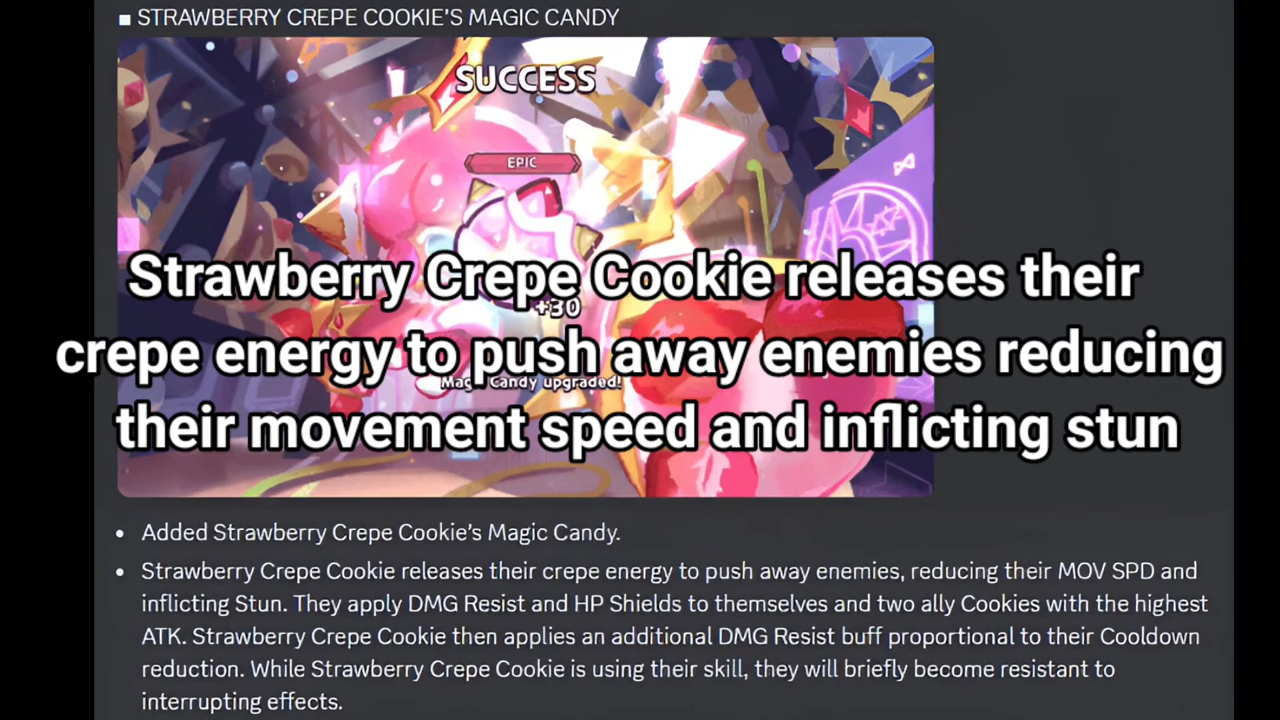 ■ STRAWBERRY CREPE COOKIE'S MAGIC CANDY
SUCCESS
EPIC
Strawberry Crepe Cookie releases their
+30
crepe energy to push away enemies reducing
Magic Candy upgraded!
their movement speed and inflicting stun
• Added Strawberry Crepe Cookie's Magic Candy.
• Strawberry Crepe Cookie releases their crepe energy to push away enemies, reducing their MOV SPD and
inflicting Stun. They apply DMG Resist and HP Shields to themselves and two ally Cookies with the highest
ATK. Strawberry Crepe Cookie then applies an additional DMG Resist buff proportional to their Cooldown
reduction. While Strawberry Crepe Cookie is using their skill, they will briefly become resistant to
interrupting effects.